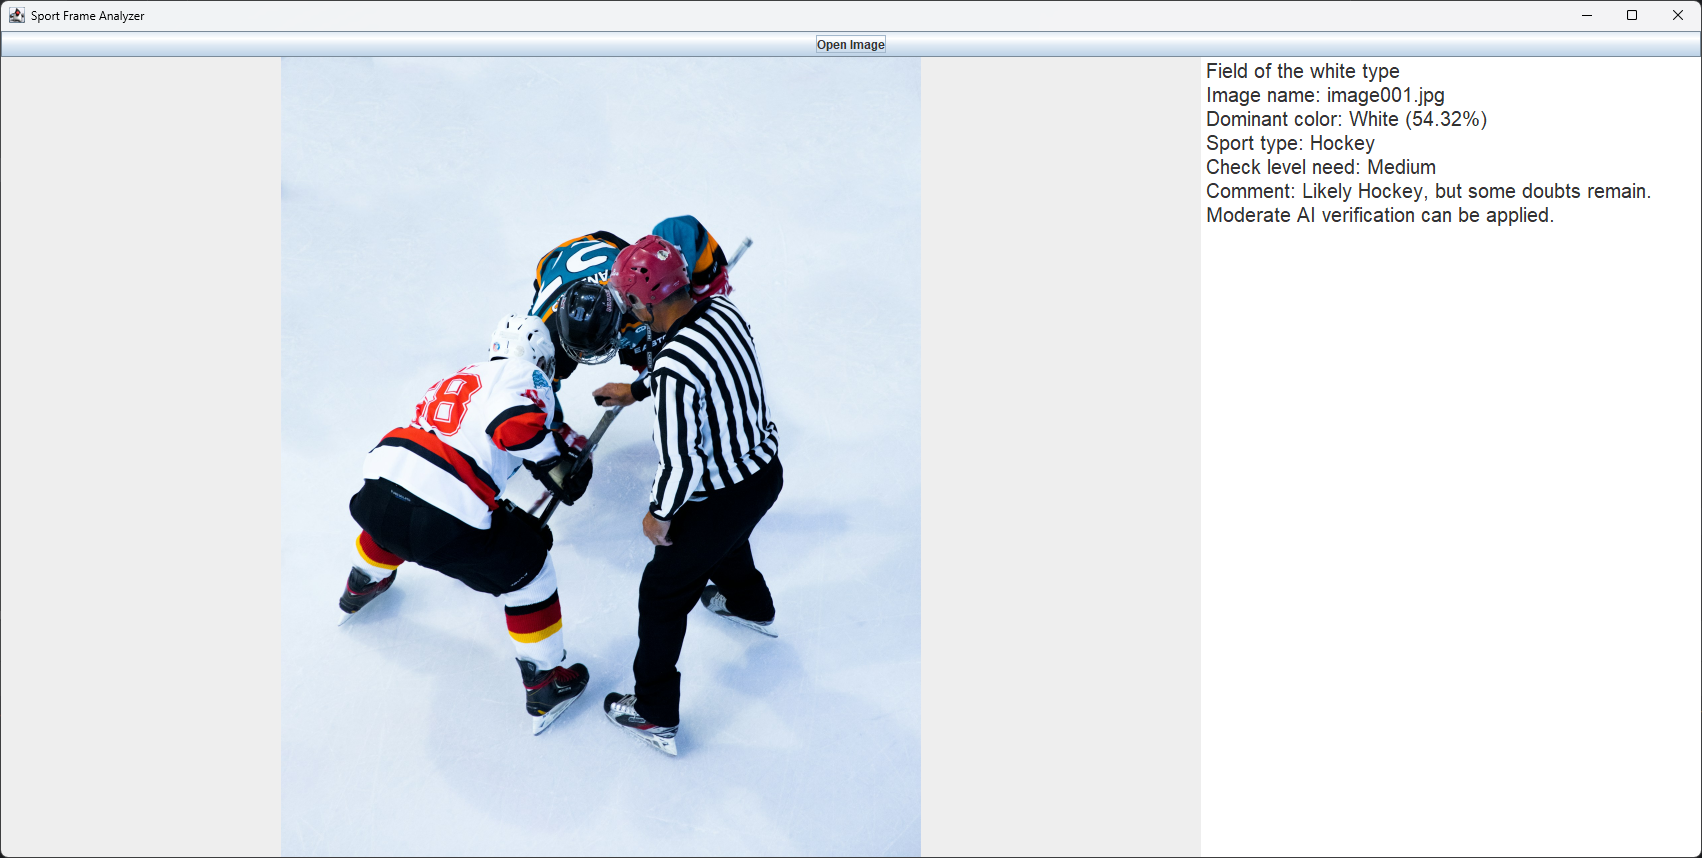 Sport Frame Analyzer
Open Image
Field of the white type
Image name: image001.jpg
Dominant color: White (54.32%)
Sport type: Hockey
Check level need: Medium
Comment: Likely Hockey, but some doubts remain.
Moderate AI verification can be applied.
68